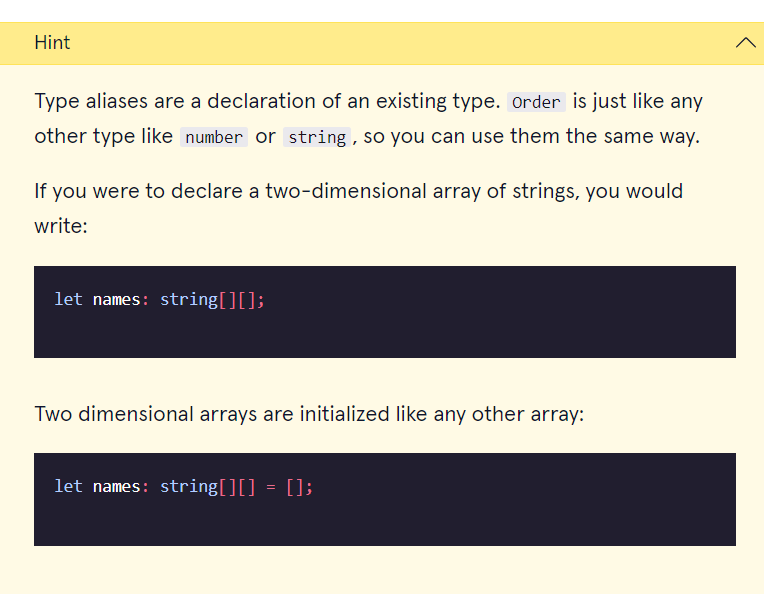 Hint
Type aliases are a declaration of an existing type. Order is just like any
other type like number or string, so you can use them the same way.
If you were to declare a two-dimensional array of strings, you would
write:
let names: string[][];
Two dimensional arrays are initialized like any other array:
let names: string[][] = [];